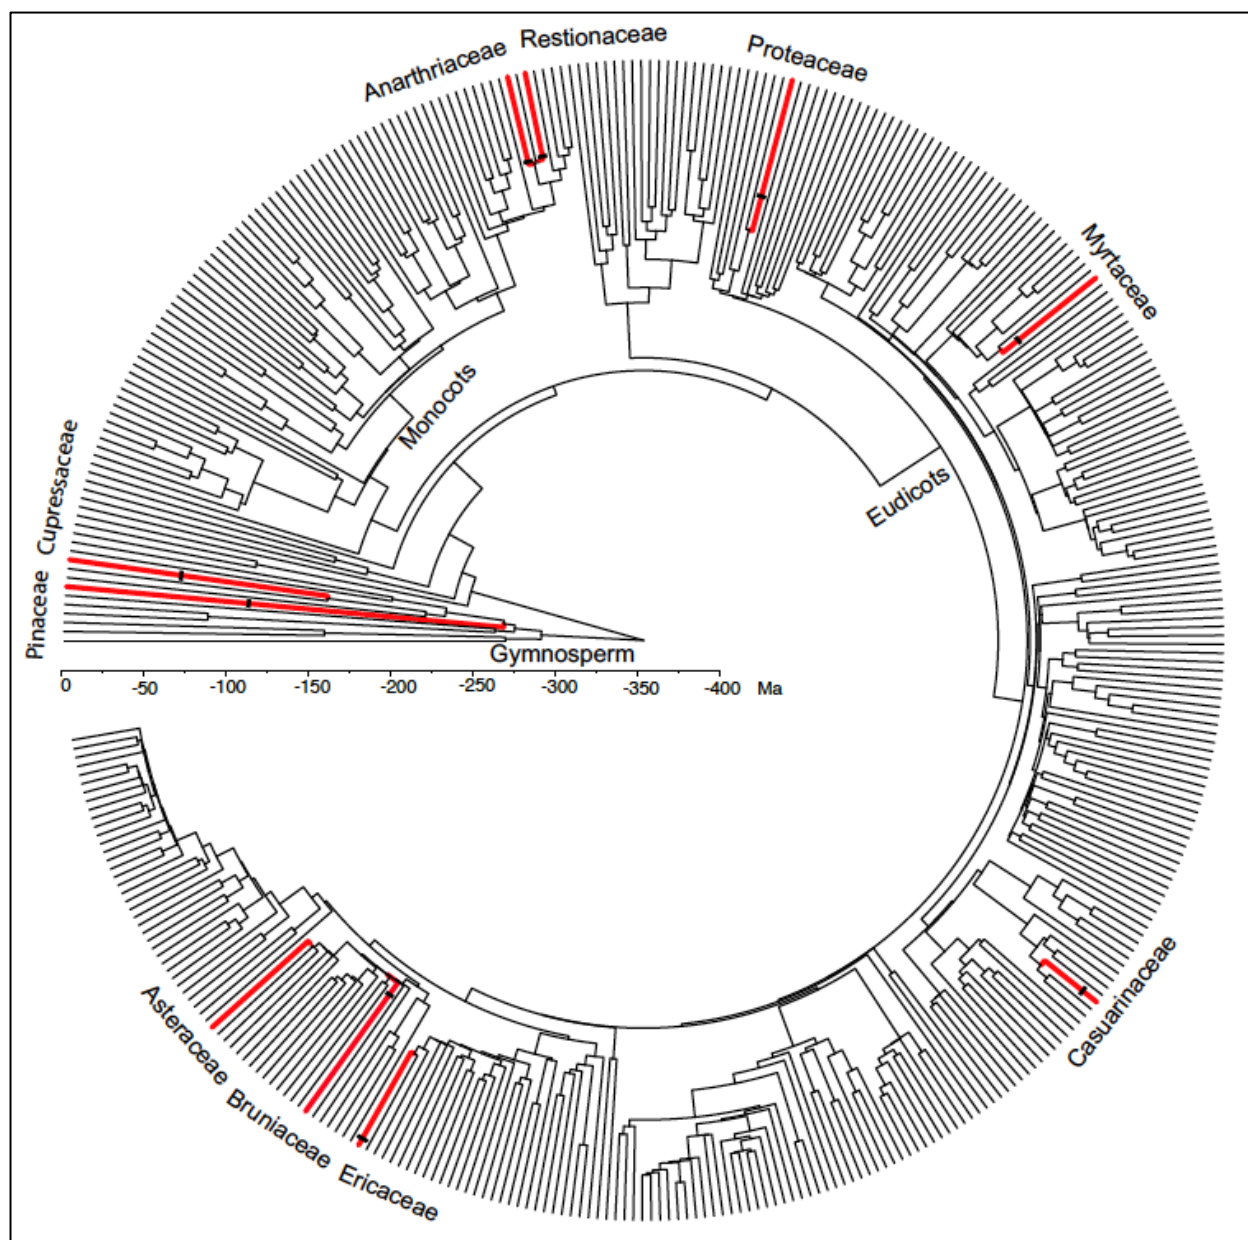 Anarthriaceae
Restionaceae
Proteaceae
Myrtaceae
Monocots
Cupressaceae
Eudicots
Pinaceae
Gymnosperm
0 -50 -100 -150 -200 -250 -300 -350 -400 Ma
Casuarinaceae
Asteraceae
Bruniaceae
Ericaceae